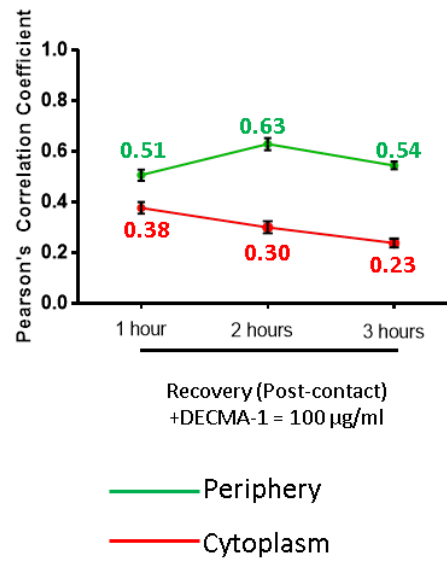 Pearson's Correlation Coefficient
1.0
0.8
0.6
0.4
0.2
0.0
0.51
0.63
0.54
0.38
0.30
0.23
1 hour
2 hours
3 hours
Recovery (Post-contact)
+DECMA-1 = 100 µg/ml
Periphery
Cytoplasm